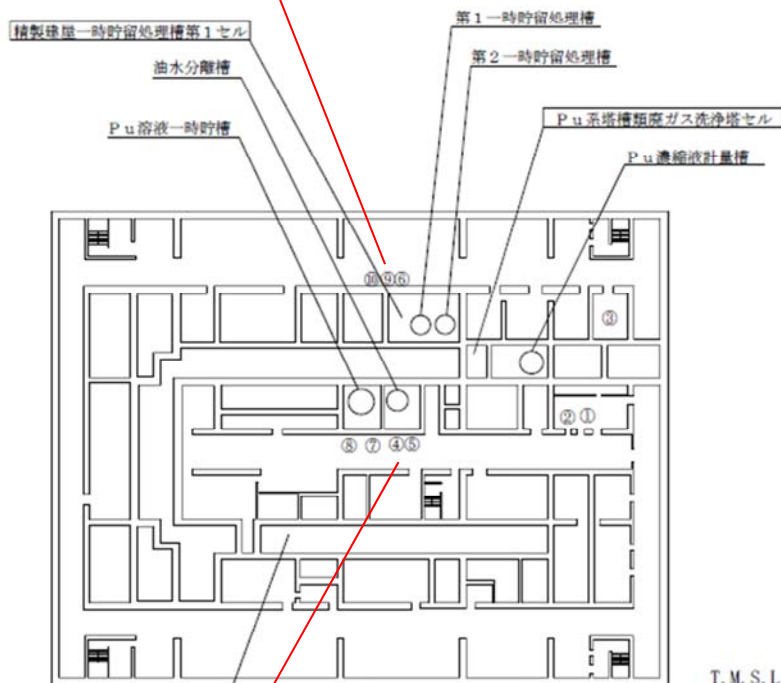 第１一時貯留処理槽
精製建屋一時貯留処理槽第１セル
第２一時貯留処理槽
油水分離槽
Ｐｕ系塔槽類廃ガス洗浄塔セル
Ｐｕ溶液一時貯槽
Ｐｕ濃縮液計量槽
⑩⑨⑥
③
② ①
⑧ ⑦ ④⑤
T.M.S.L